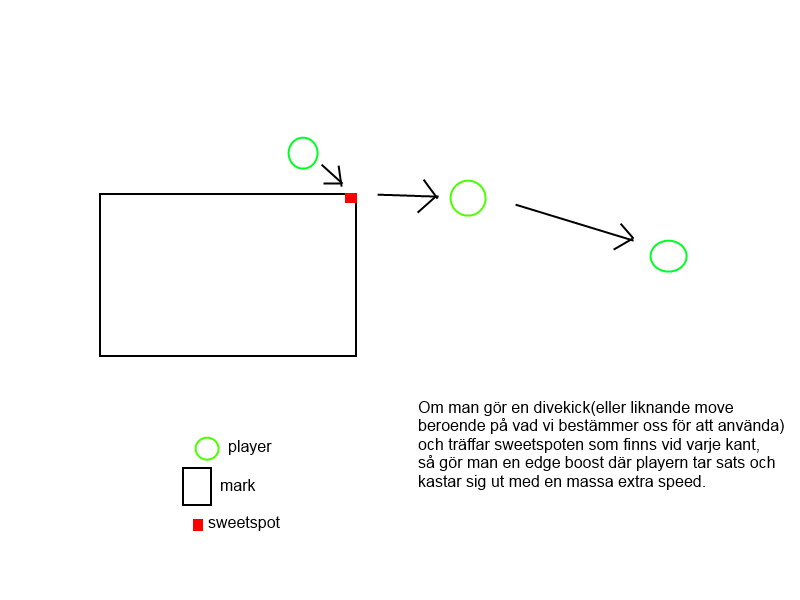 Om man gör en divekick(eller liknande move
beroende på vad vi bestämmer oss för att använda)
och träffar sweetspoten som finns vid varje kant,
så gör man en edge boost där playern tar sats och
kastar sig ut med en massa extra speed.
player
mark
sweetspot